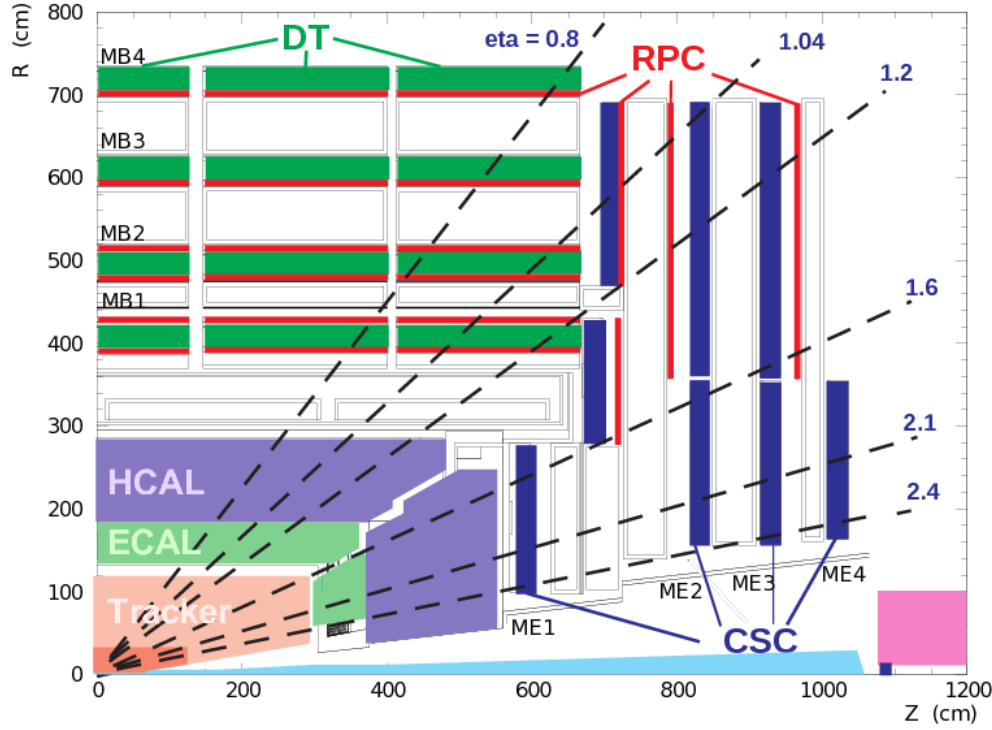 800
R (cm)
DT
eta = 0.8
1.04
RPC
1.2
MB4
700
MB3
600
MB2
500
MB1
1.6
400
300
2.1
HCAL
2.4
200
ECAL
100
Tracker
ME1
ME2
ME3
ME4
CSC
0
0
200
400
600
800
1000
1200
Z (cm)